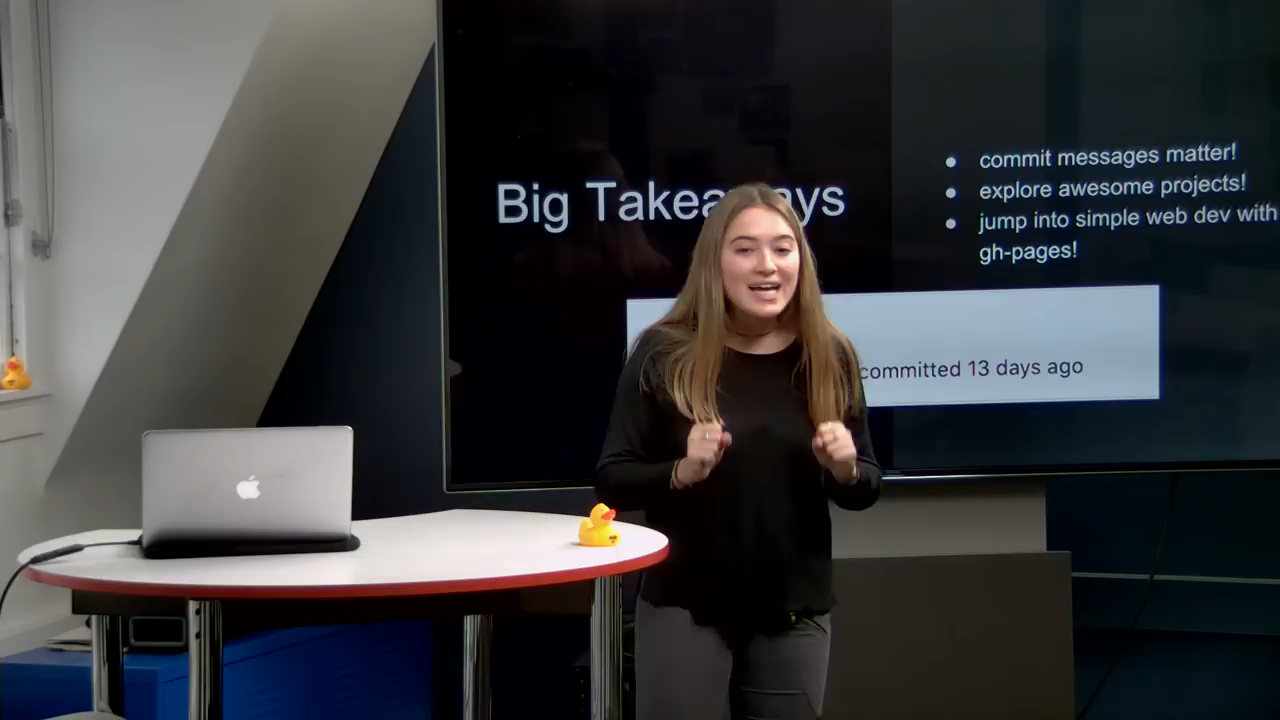 Big Takeaways
commit messages matter!
explore awesome projects!
jump into simple web dev with
gh-pages!
committed 13 days ago